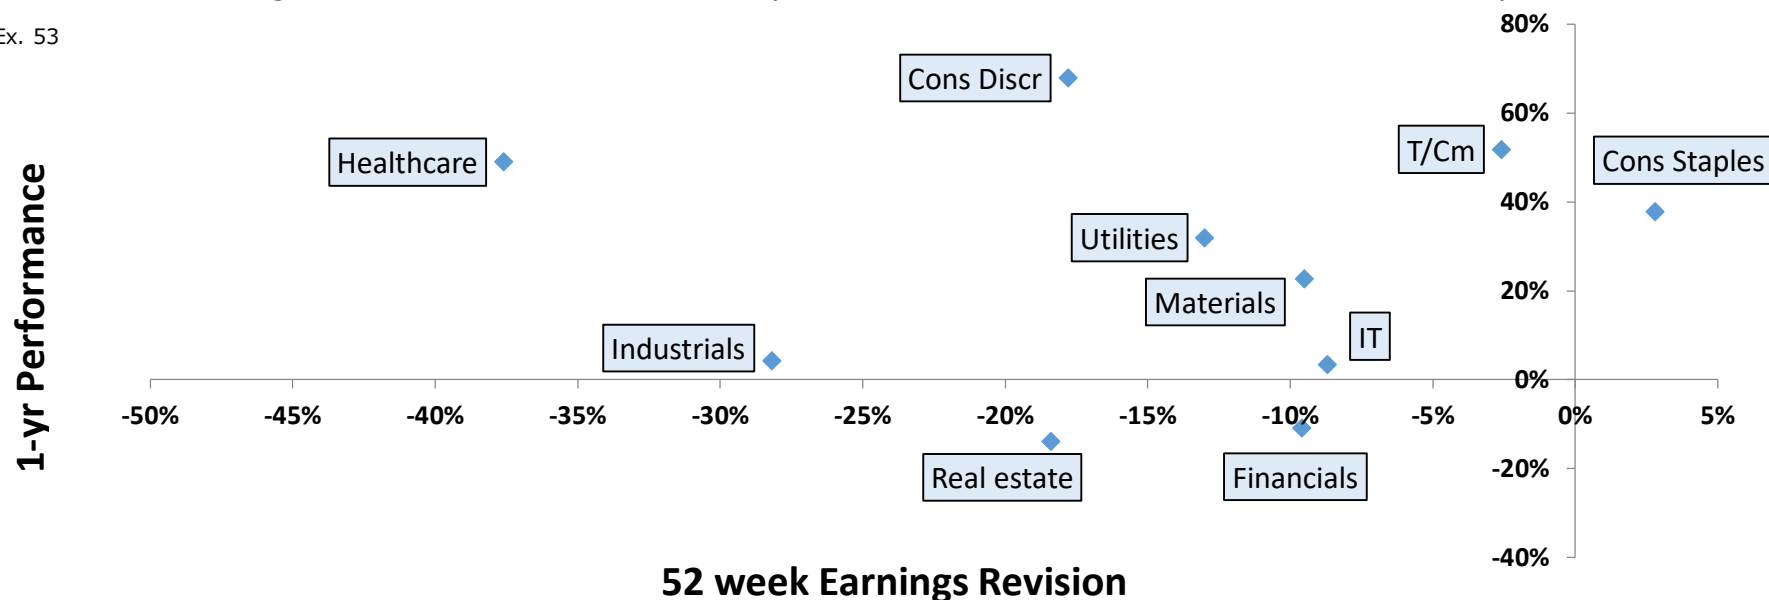 Ex. 53
80%
Cons Discr
60%
T/Cm
Cons Staples
Healthcare
40%
Utilities
20%
Materials
IT
Industrials
0%
-50% -45% -40% -35% -30% -25% -20% -15% -10% -5% 0% 5%
-20%
Real estate
Financials
-40%
1-yr Performance
52 week Earnings Revision